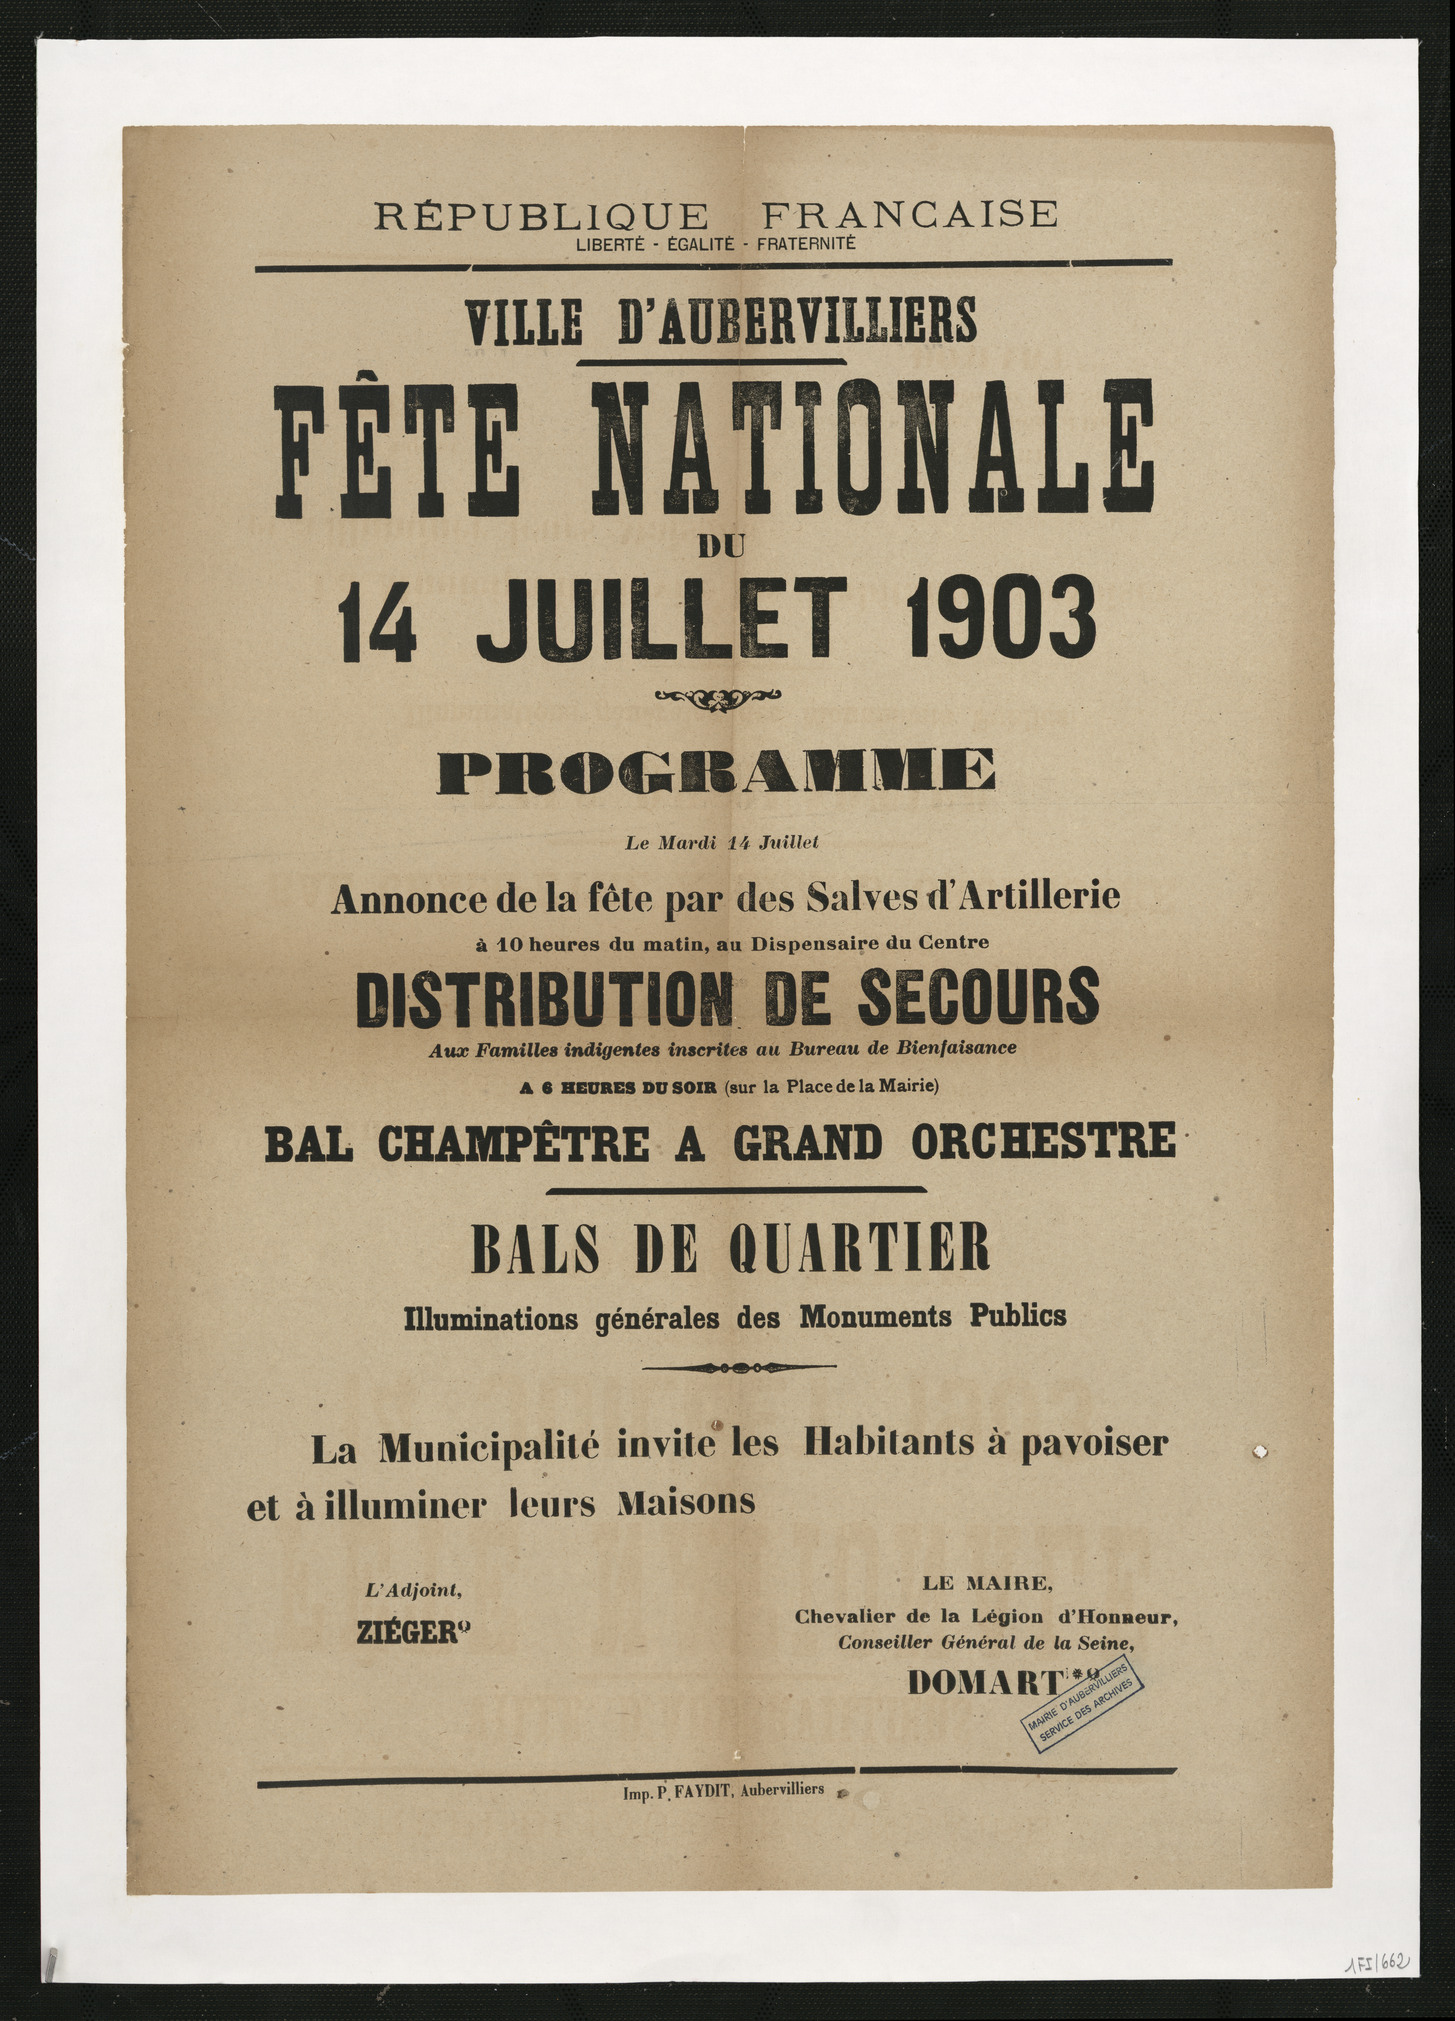 RÉPUBLIQUE FRANCAISE
LIBERTÉ - ÉGALITÉ - FRATERNITÉ
VILLE D'AUBERVILLIERS
FÊTE NATIONALE
DU
14 JUILLET 1903
PROGRAMME
Le Mardi 14 Juillet
Annonce de la fête par des Salves d'Artillerie
à 10 heures du matin, au Dispensaire du Centre
DISTRIBUTION DE SECOURS
Aux Familles indigentes inscrites au Bureau de Bienfaisance
A 6 HEURES DU SOIR (sur la Place de la Mairie)
BAL CHAMPÊTRE A GRAND ORCHESTRE
BALS DE QUARTIER
Illuminations générales des Monuments Publics
La Municipalité invite les Habitants à pavoiser
et à illuminer leurs Maisons
L'Adjoint,
ZIÉGER
LE MAIRE,
Chevalier de la Légion d'Honneur,
Conseiller Général de la Seine,
DOMART
MAIRIE D'AUBERVILLIERS
SERVICE DES ARCHIVES
Imp. P. FAYDIT, Aubervilliers
1FI/662